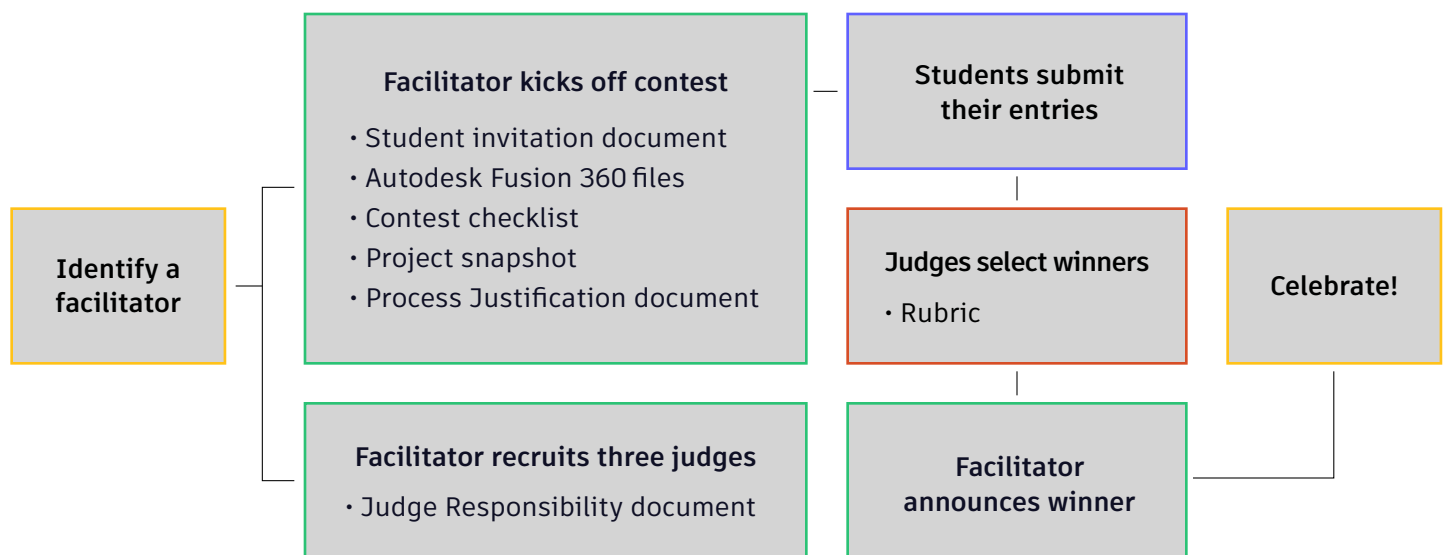 Identify a
facilitator
Facilitator kicks off contest
• Student invitation document
• Autodesk Fusion 360 files
• Contest checklist
• Project snapshot
• Process Justification document
Facilitator recruits three judges
• Judge Responsibility document
Students submit
their entries
Judges select winners
• Rubric
Facilitator
announces winner
Celebrate!